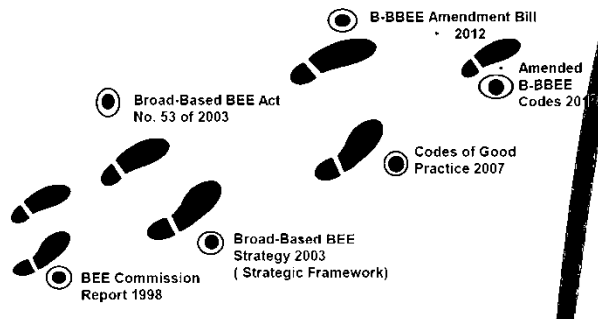 B-BBEE Amendment Bill
2012
Amended
B-BBEE
Codes
Broad-Based BEE Act
No. 53 of 2003
Codes of Good
Practice 2007
Broad-Based BEE
Strategy 2003
( Strategic Framework)
BEE Commission
Report 1998